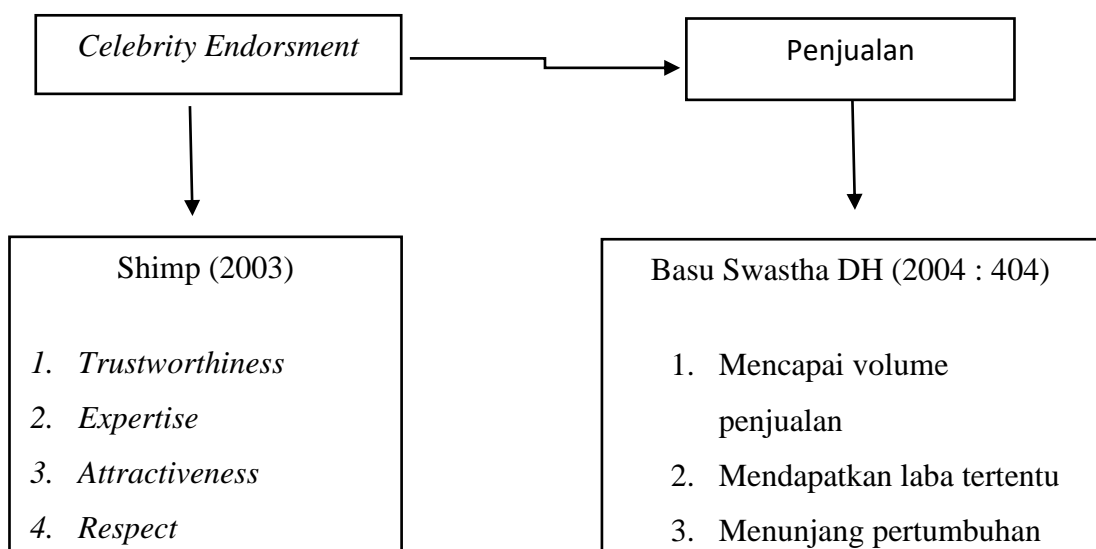 Celebrity Endorsment
Penjualan
Shimp (2003)
1. Trustworthiness
2. Expertise
3. Attractiveness
4. Respect
Basu Swastha DH (2004 : 404)
1. Mencapai volume
penjualan
2. Mendapatkan laba tertentu
3. Menunjang pertumbuhan